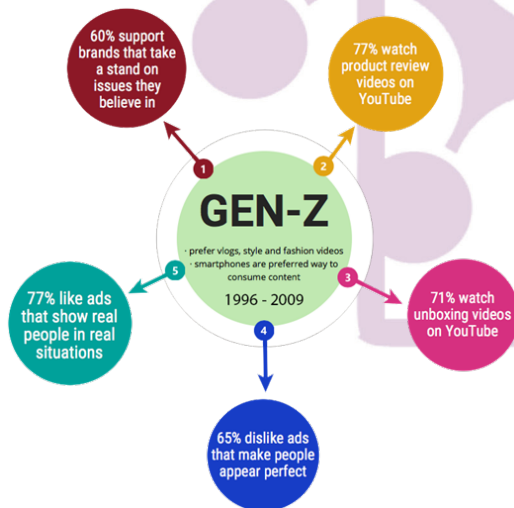 60% support
brands that take
a stand on
issues they
believe in
77% watch
product review
videos on
YouTube
1
2
GEN-Z
· prefer vlogs, style and fashion videos
· smartphones are preferred way to
consume content
1996 - 2009
5
3
77% like ads
that show real
people in real
situations
71% watch
unboxing videos
on YouTube
4
65% dislike ads
that make people
appear perfect